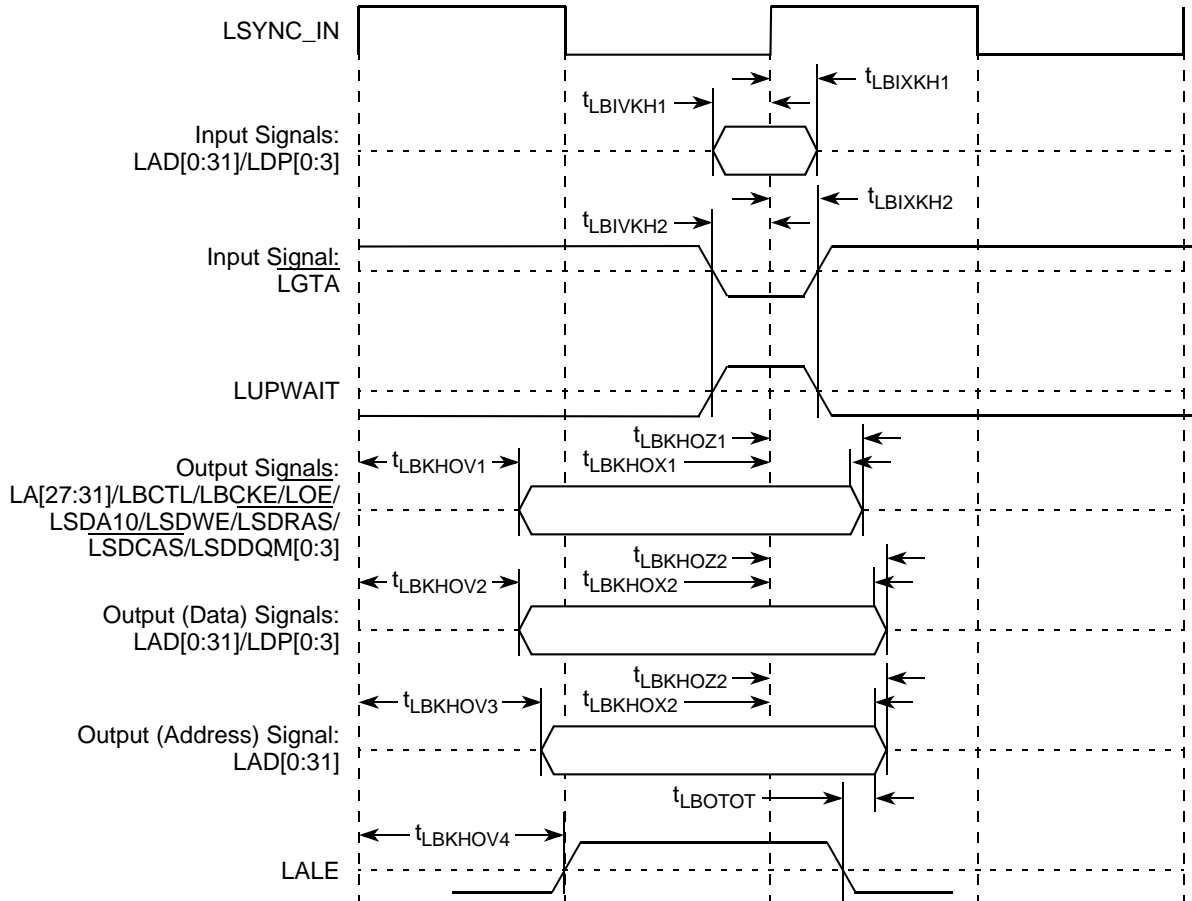 LSYNC_IN
tLBIXKH1
tLBIVKH1
Input Signals:
LAD[0:31]/LDP[0:3]
tLBIXKH2
tLBIVKH2
Input Signal:
LGTA
LUPWAIT
tLBKHOZ1
tLBKHOV1
tLBKHOX1
Output Signals:
LA[27:31]/LBCTL/LBCKE/LOE/
LSDA10/LSDWE/LSDRAS/
LSDCAS/LSDDQM[0:3]
tLBKHOZ2
tLBKHOV2
tLBKHOX2
Output (Data) Signals:
LAD[0:31]/LDP[0:3]
tLBKHOZ2
tLBKHOV3
tLBKHOX2
Output (Address) Signal:
LAD[0:31]
tLBOTOT
tLBKHOV4
LALE